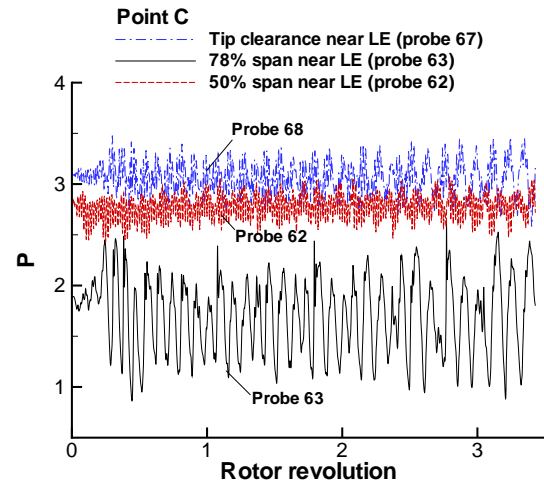 Point C
Tip clearance near LE (probe 67)
78% span near LE (probe 63)
50% span near LE (probe 62)
4
Probe 68
3
Probe 62
P
2
1
Probe 63
0 1 2 3
Rotor revolution